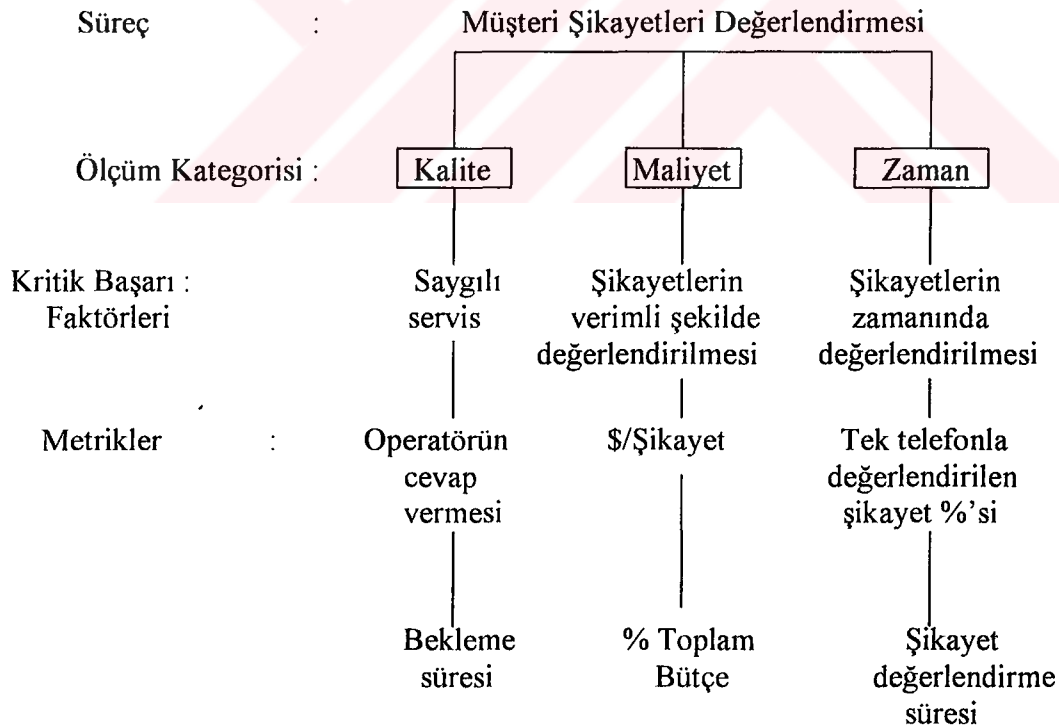 Süreç : Müşteri Şikayetleri Değerlendirmesi
Ölçüm Kategorisi : Kalite Maliyet Zaman
Kritik Başarı : Saygılı Şikayetlerin Şikayetlerin
Faktörleri servis verimli şekilde zamanında
değerlendirilmesi değerlendirilmesi
Metrikler : Operatörün $/Şikayet Tek telefonla
cevap değerlendirilen
vermesi şikayet %'si
Bekleme % Toplam Şikayet
süresi Bütçe değerlendirme
süresi